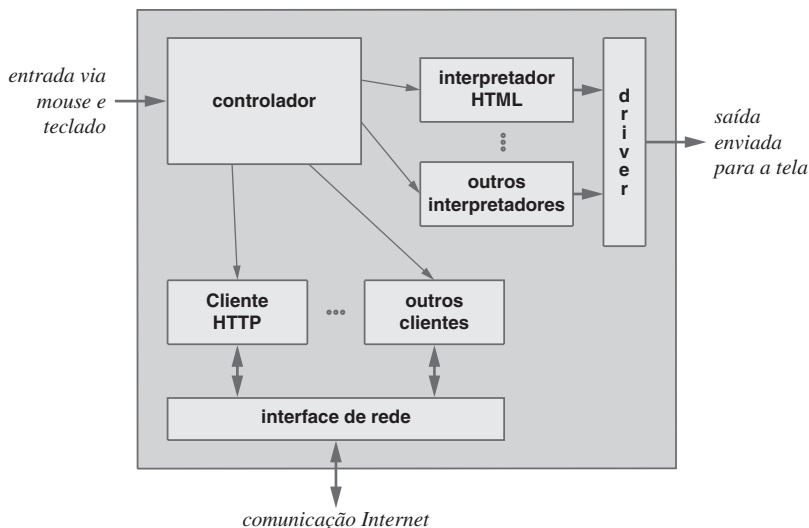 entrada via
mouse e
teclado
controlador
interpretador
HTML
outros
interpretadores
driver
saída
enviada
para a tela
Cliente
HTTP
outros
clientes
interface de rede
comunicação Internet